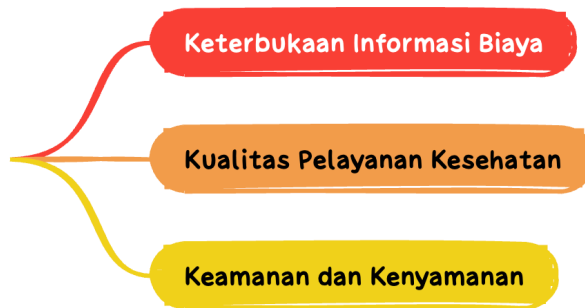 Keterbukaan Informasi Biaya
Kualitas Pelayanan Kesehatan
Keamanan dan Kenyamanan